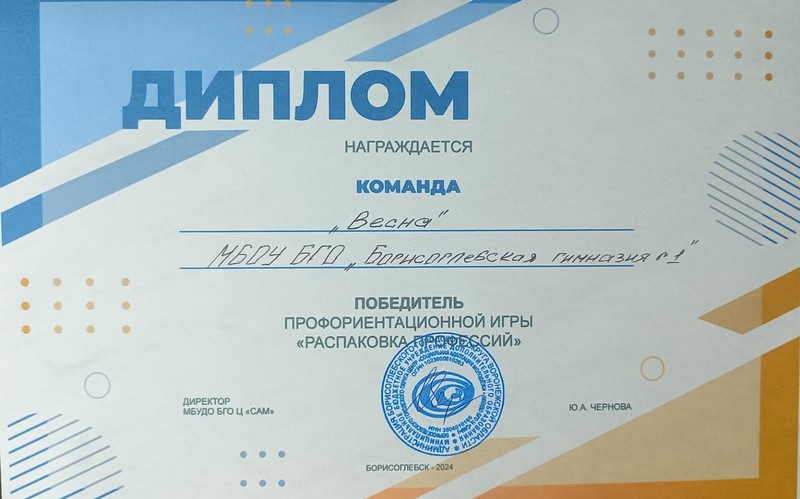 ДИПЛОМ
НАГРАЖДАЕТСЯ
КОМАНДА
„Весна"
МБОУ БГО „Борисоглебская гимназия №1"
ПОБЕДИТЕЛЬ
ПРОФОРИЕНТАЦИОННОЙ ИГРЫ
«РАСПАКОВКА ПРОФЕССИЙ»
ДИРЕКТОР
МБУДО БГО Ц «САМ»
Ю.А. ЧЕРНОВА
БОРИСОГЛЕБСК - 2024